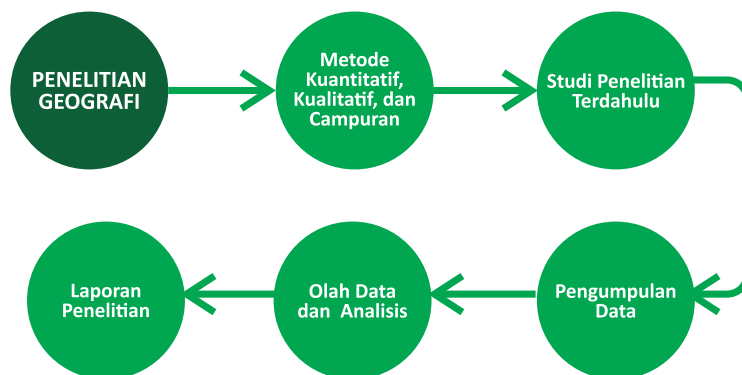 PENELITIAN
GEOGRAFI
Metode
Kuantitatif,
Kualitatif, dan
Campuran
Studi Penelitian
Terdahulu
Pengumpulan
Data
Olah Data
dan Analisis
Laporan
Penelitian